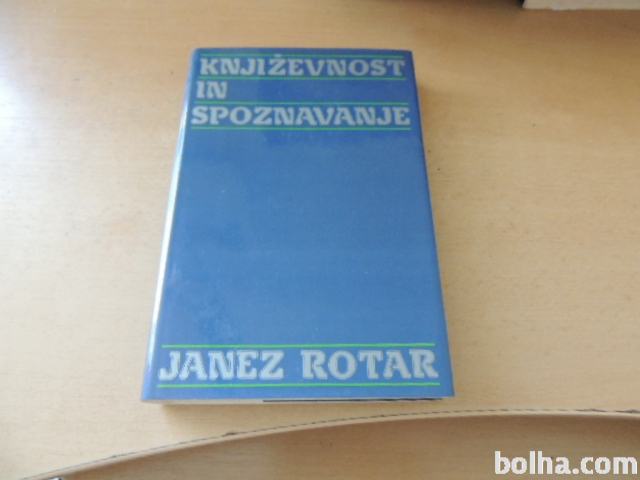 KNJIŽEVNOST
IN
SPOZNAVANJE
JANEZ ROTAR
bolha.com